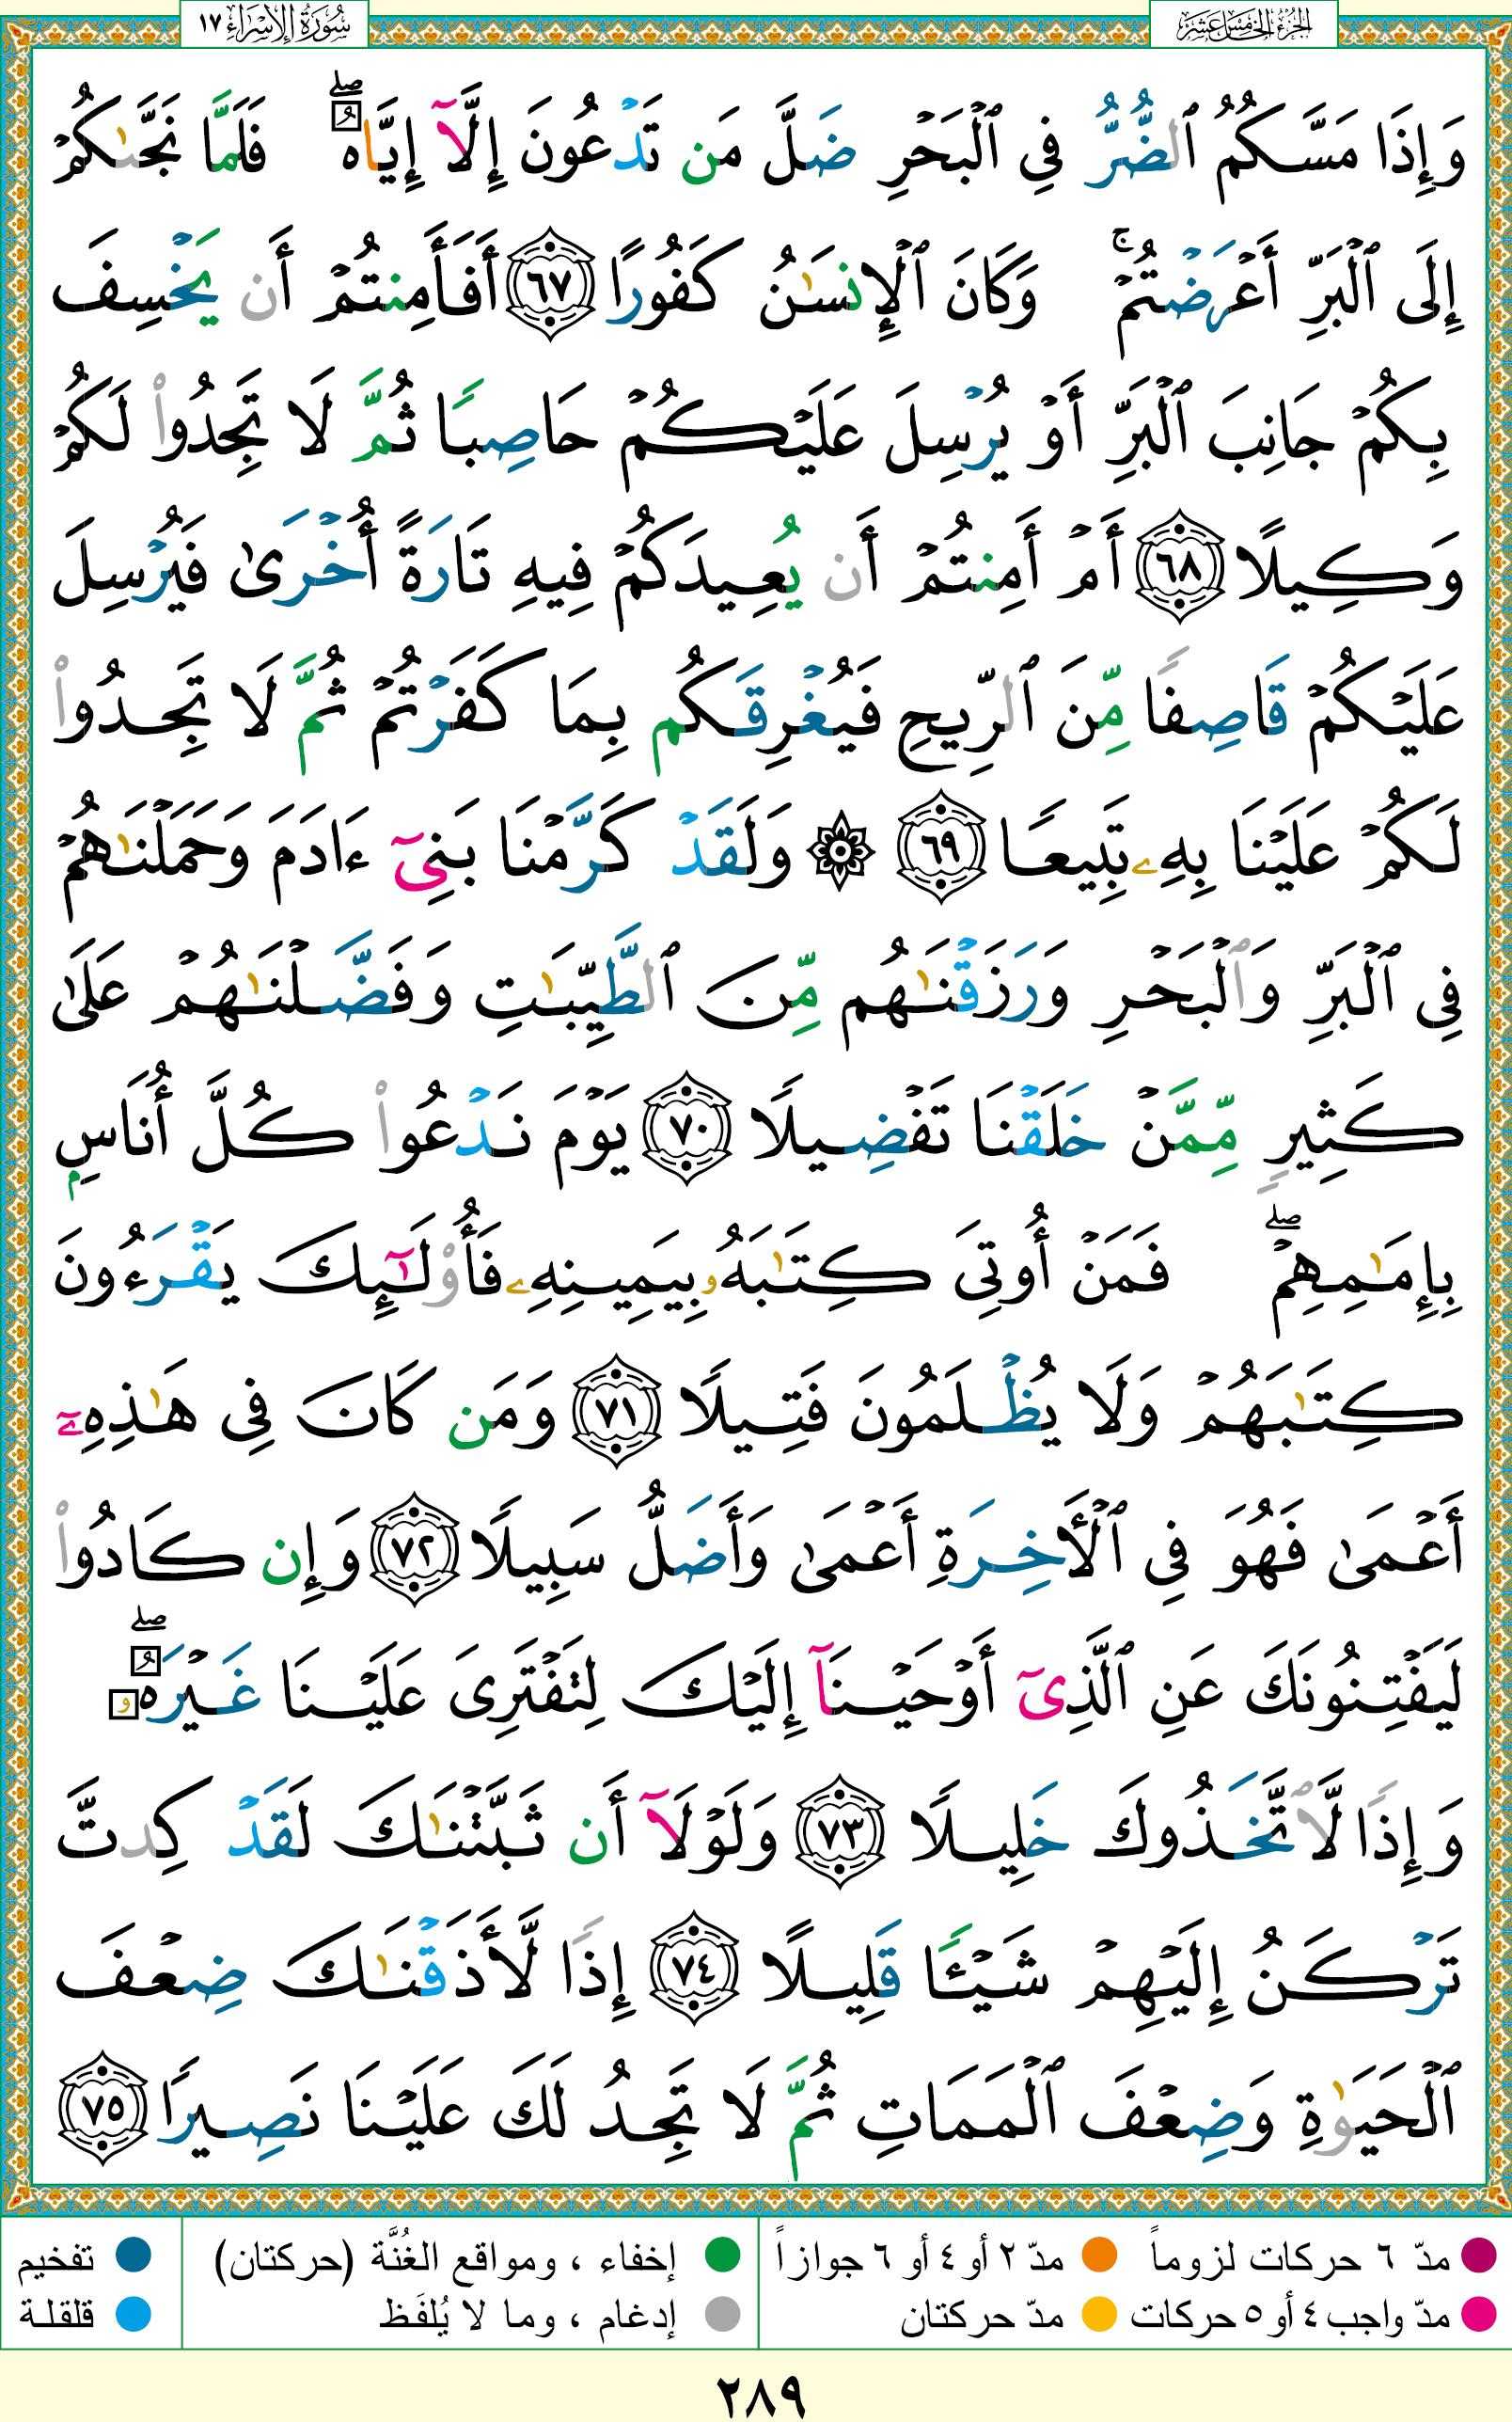 الجزء الخامس عشر
سورة الإسراء ١٧
وَإِذَا مَسَّكُمُ ٱلضُّرُّ فِي ٱلۡبَحۡرِ ضَلَّ مَن تَدۡعُونَ إِلَّآ إِيَّاهُۖ فَلَمَّا نَجَّىٰكُمۡ
إِلَى ٱلۡبَرِّ أَعۡرَضۡتُمۡۚ وَكَانَ ٱلۡإِنسَٰنُ كَفُورًا ٦٧ أَفَأَمِنتُمۡ أَن يَخۡسِفَ
بِكُمۡ جَانِبَ ٱلۡبَرِّ أَوۡ يُرۡسِلَ عَلَيۡكُمۡ حَاصِبًا ثُمَّ لَا تَجِدُواْ لَكُمۡ
وَكِيلًا ٦٨ أَمۡ أَمِنتُمۡ أَن يُعِيدَكُمۡ فِيهِ تَارَةً أُخۡرَىٰ فَيُرۡسِلَ
عَلَيۡكُمۡ قَاصِفًا مِّنَ ٱلرِّيحِ فَيُغۡرِقَكُم بِمَا كَفَرۡتُمۡ ثُمَّ لَا تَجِدُواْ
لَكُمۡ عَلَيۡنَا بِهِۦ تَبِيعًا ٦٩ ۞ وَلَقَدۡ كَرَّمۡنَا بَنِيٓ ءَادَمَ وَحَمَلۡنَٰهُمۡ
فِي ٱلۡبَرِّ وَٱلۡبَحۡرِ وَرَزَقۡنَٰهُم مِّنَ ٱلطَّيِّبَٰتِ وَفَضَّلۡنَٰهُمۡ عَلَىٰ
كَثِيرٖ مِّمَّنۡ خَلَقۡنَا تَفۡضِيلًا ٧٠ يَوۡمَ نَدۡعُواْ كُلَّ أُنَاسِۭ
بِإِمَٰمِهِمۡۖ فَمَنۡ أُوتِيَ كِتَٰبَهُۥ بِيَمِينِهِۦ فَأُوْلَٰٓئِكَ يَقۡرَءُونَ
كِتَٰبَهُمۡ وَلَا يُظۡلَمُونَ فَتِيلًا ٧١ وَمَن كَانَ فِي هَٰذِهِۦٓ
أَعۡمَىٰ فَهُوَ فِي ٱلۡأَخِرَةِ أَعۡمَىٰ وَأَضَلُّ سَبِيلًا ٧٢ وَإِن كَادُواْ
لَيَفۡتِنُونَكَ عَنِ ٱلَّذِيٓ أَوۡحَيۡنَآ إِلَيۡكَ لِتَفۡتَرِيَ عَلَيۡنَا غَيۡرَهُۥۖ
وَإِذًا لَّٱتَّخَذُوكَ خَلِيلًا ٧٣ وَلَوۡلَآ أَن ثَبَّتۡنَٰكَ لَقَدۡ كِدتَّ
تَرۡكَنُ إِلَيۡهِمۡ شَيۡـًٔا قَلِيلًا ٧٤ إِذًا لَّأَذَقۡنَٰكَ ضِعۡفَ
ٱلۡحَيَوٰةِ وَضِعۡفَ ٱلۡمَمَاتِ ثُمَّ لَا تَجِدُ لَكَ عَلَيۡنَا نَصِيرًا ٧٥
مدّ ٦ حركات لزوماً مدّ ٢ أو ٤ أو ٦ جوازاً إخفاء ، ومواقع الغُنَّة (حركتان) تفخيم
مدّ واجب ٤ أو ٥ حركات مدّ حركتان إدغام ، وما لا يُلفَظ قلقلة
٢٨٩